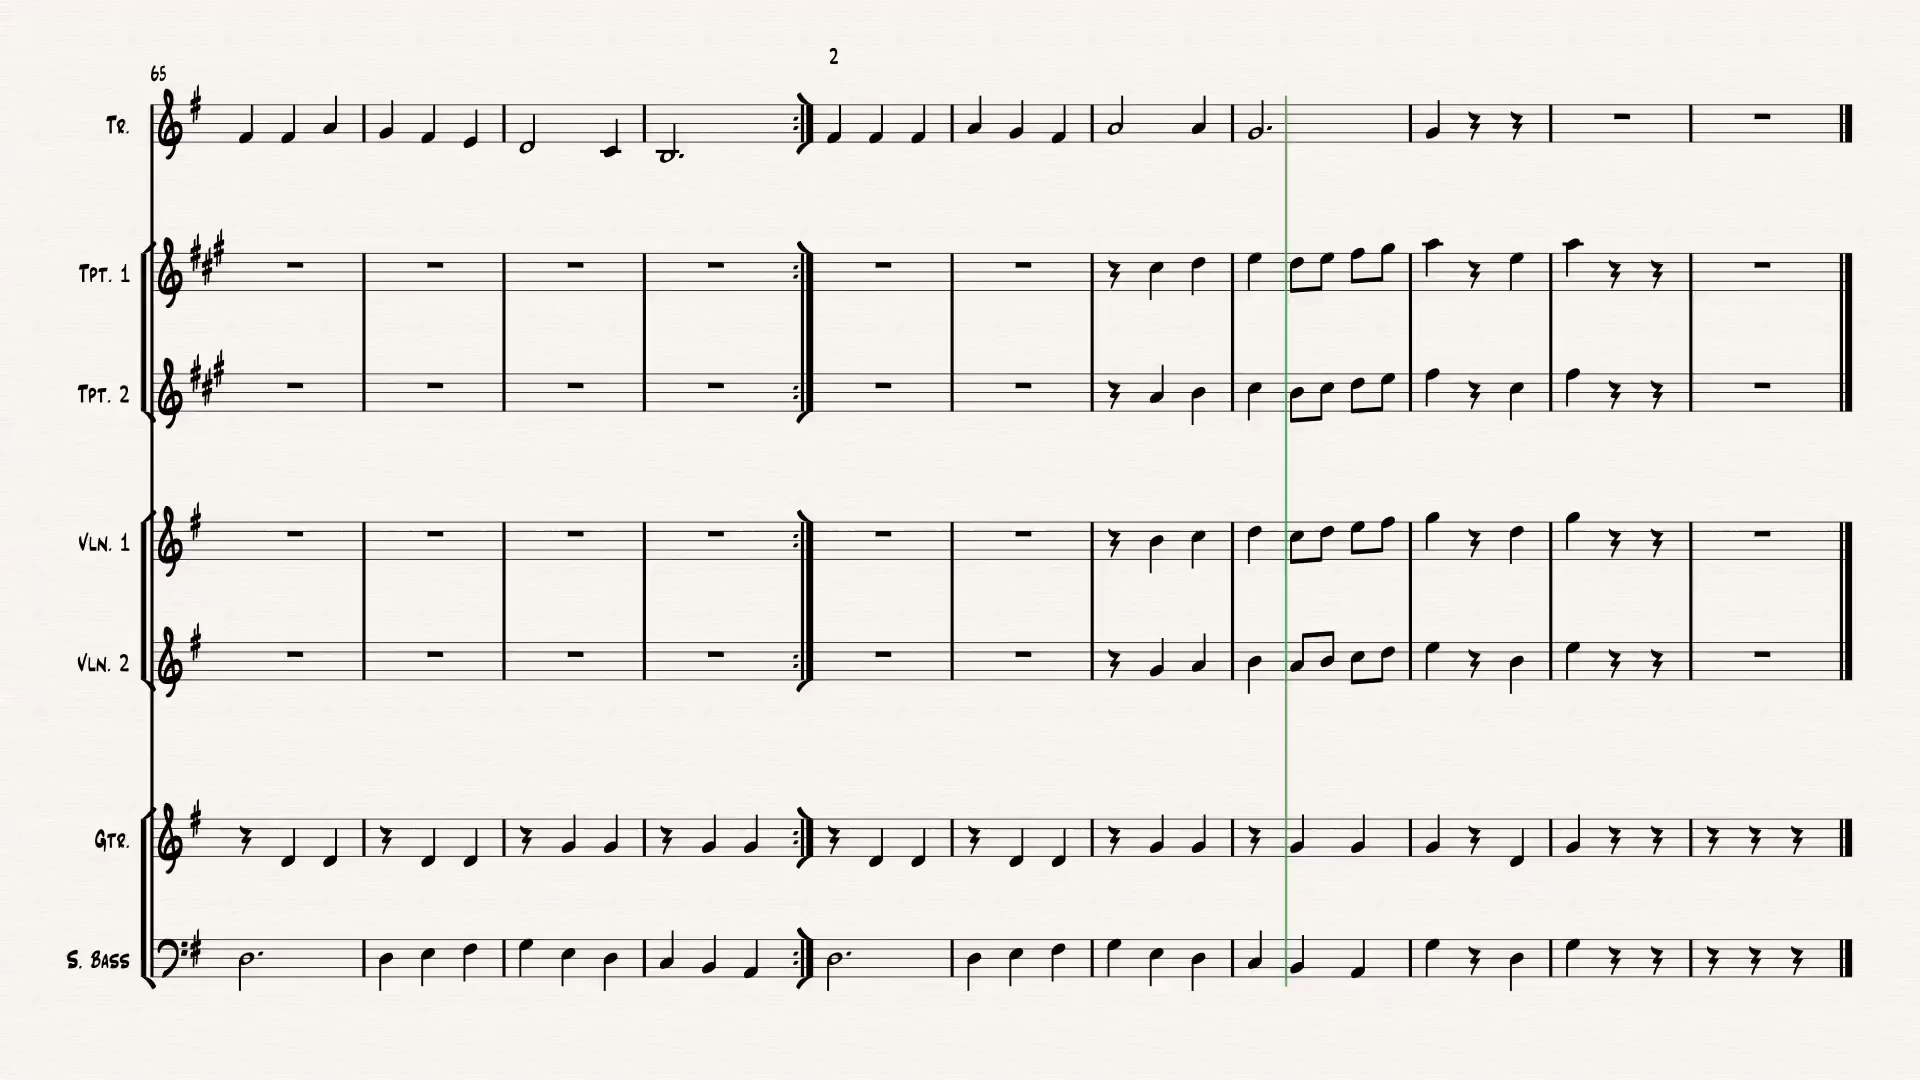 2
65
Tr.
Tpt. 1
Tpt. 2
Vln. 1
Vln. 2
Gtr.
S. Bass